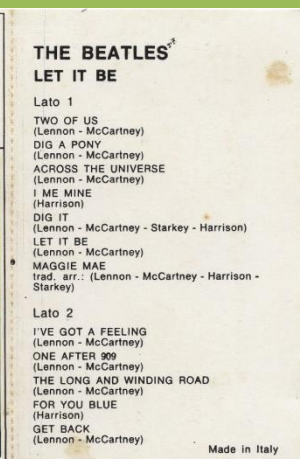 THE BEATLES
LET IT BE
Lato 1
TWO OF US
(Lennon - McCartney)
DIG A PONY
(Lennon - McCartney)
ACROSS THE UNIVERSE
(Lennon - McCartney)
I ME MINE
(Harrison)
DIG IT
(Lennon - McCartney - Starkey - Harrison)
LET IT BE
(Lennon - McCartney)
MAGGIE MAE
trad. arr.: (Lennon - McCartney - Harrison -
Starkey)
Lato 2
I'VE GOT A FEELING
(Lennon - McCartney)
ONE AFTER 909
(Lennon - McCartney)
THE LONG AND WINDING ROAD
(Lennon - McCartney)
FOR YOU BLUE
(Harrison)
GET BACK
(Lennon - McCartney)
Made in Italy